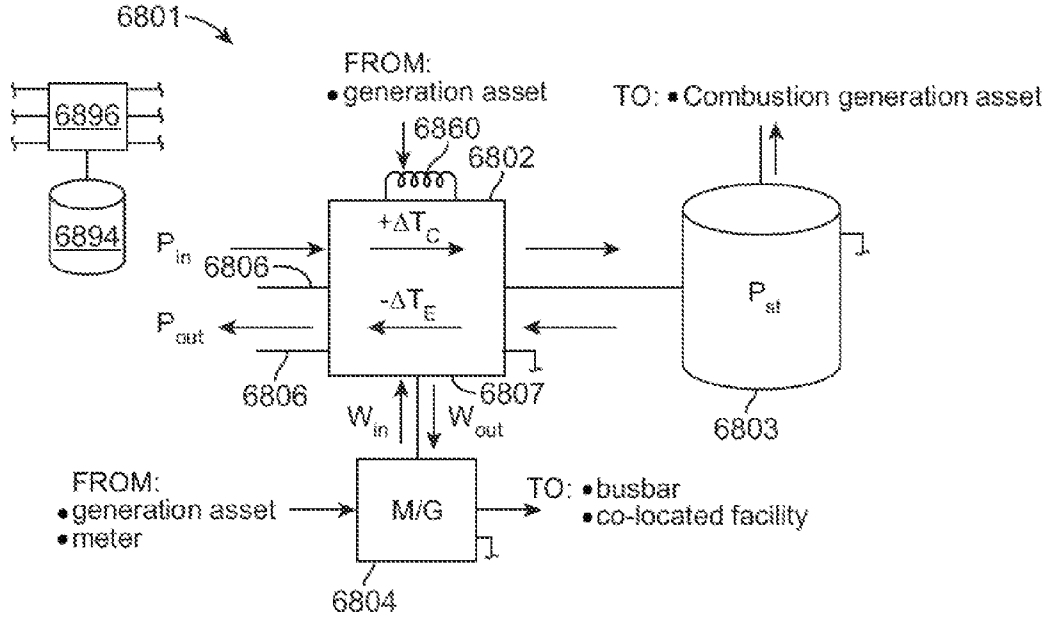 6801
FROM:
• generation asset
TO: • Combustion generation asset
6896
6860
6802
6894
P_in
+ΔT_C
6806
-ΔT_E
P_st
P_out
6806
6807
6803
W_in
W_out
FROM:
• generation asset
• meter
M/G
TO: • busbar
• co-located facility
6804